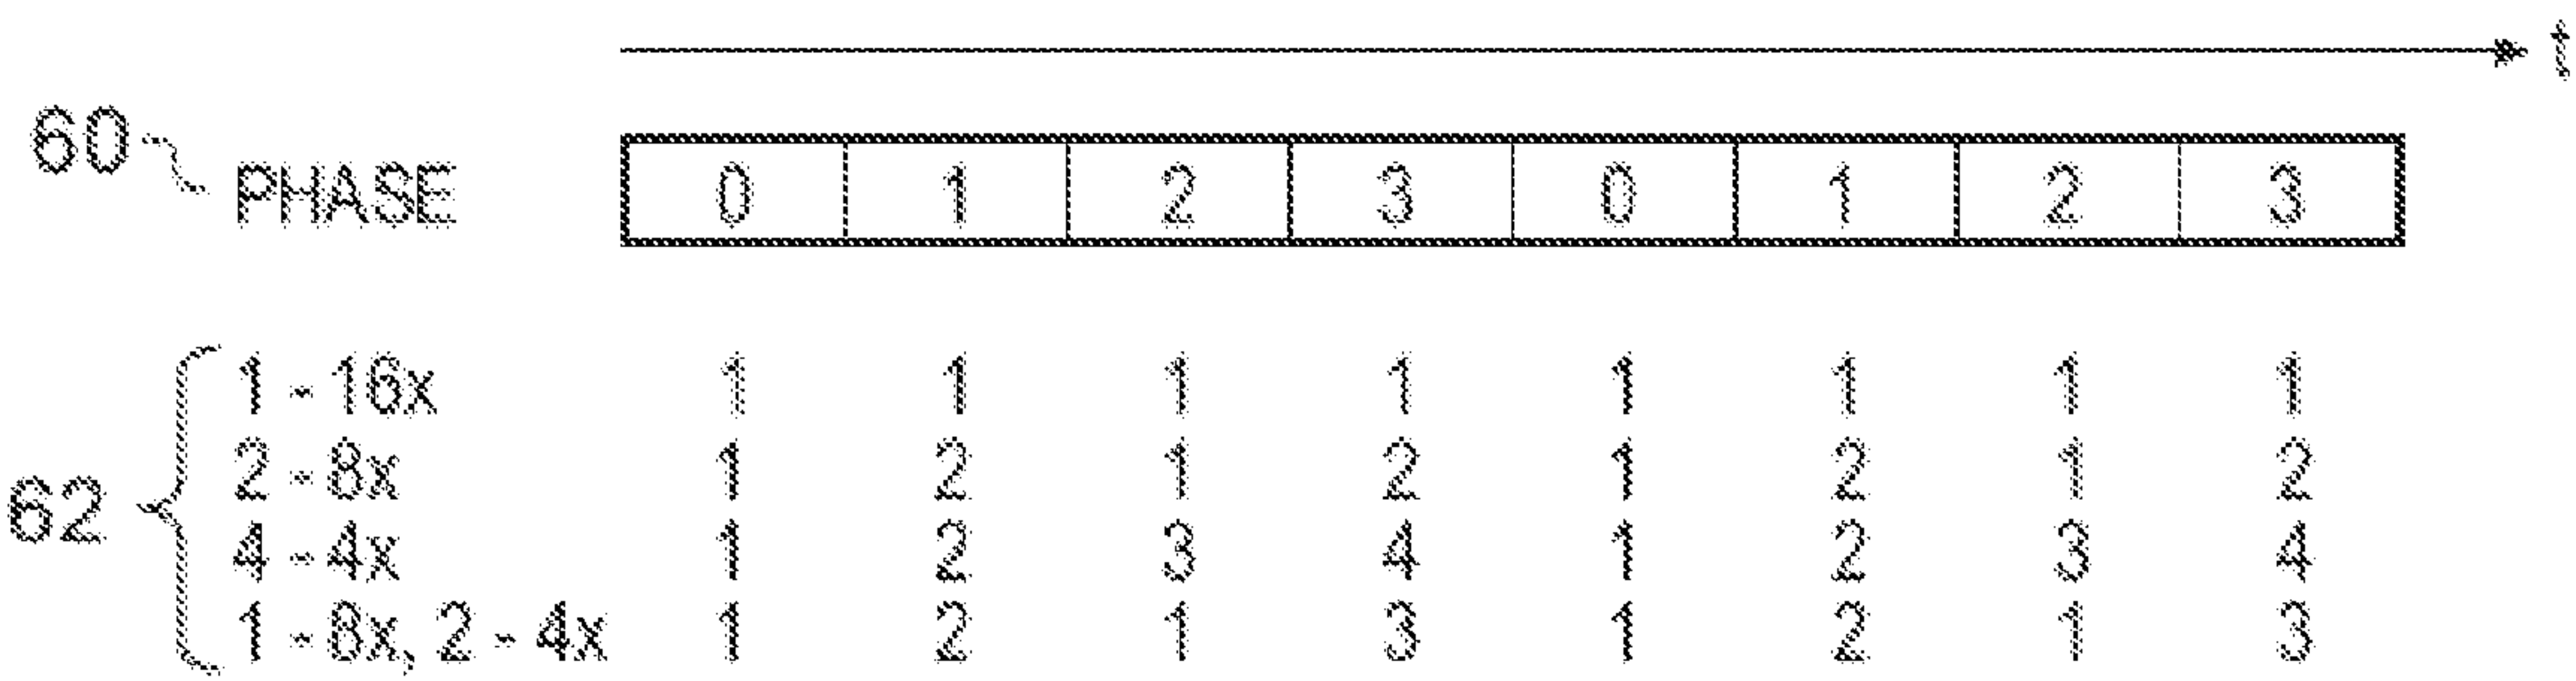 t
60 PHASE 0 1 2 3 0 1 2 3
1 - 16x 1 1 1 1 1 1 1 1
2 - 8x 1 2 1 2 1 2 1 2
62
4 - 4x 1 2 3 4 1 2 3 4
1 - 8x, 2 - 4x 1 2 1 3 1 2 1 3